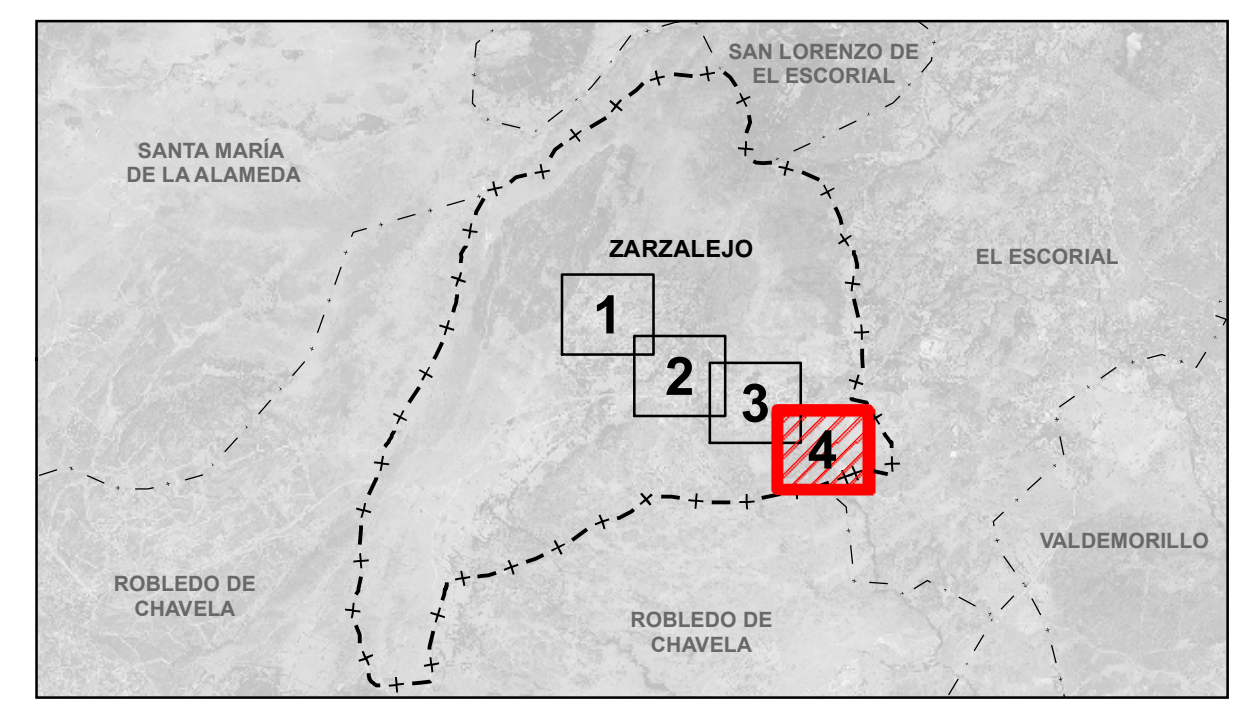 SAN LORENZO DE
EL ESCORIAL
SANTA MARÍA
DE LA ALAMEDA
ZARZALEJO
EL ESCORIAL
1
2
3
4
VALDEMORILLO
ROBLEDO DE
CHAVELA
ROBLEDO DE
CHAVELA